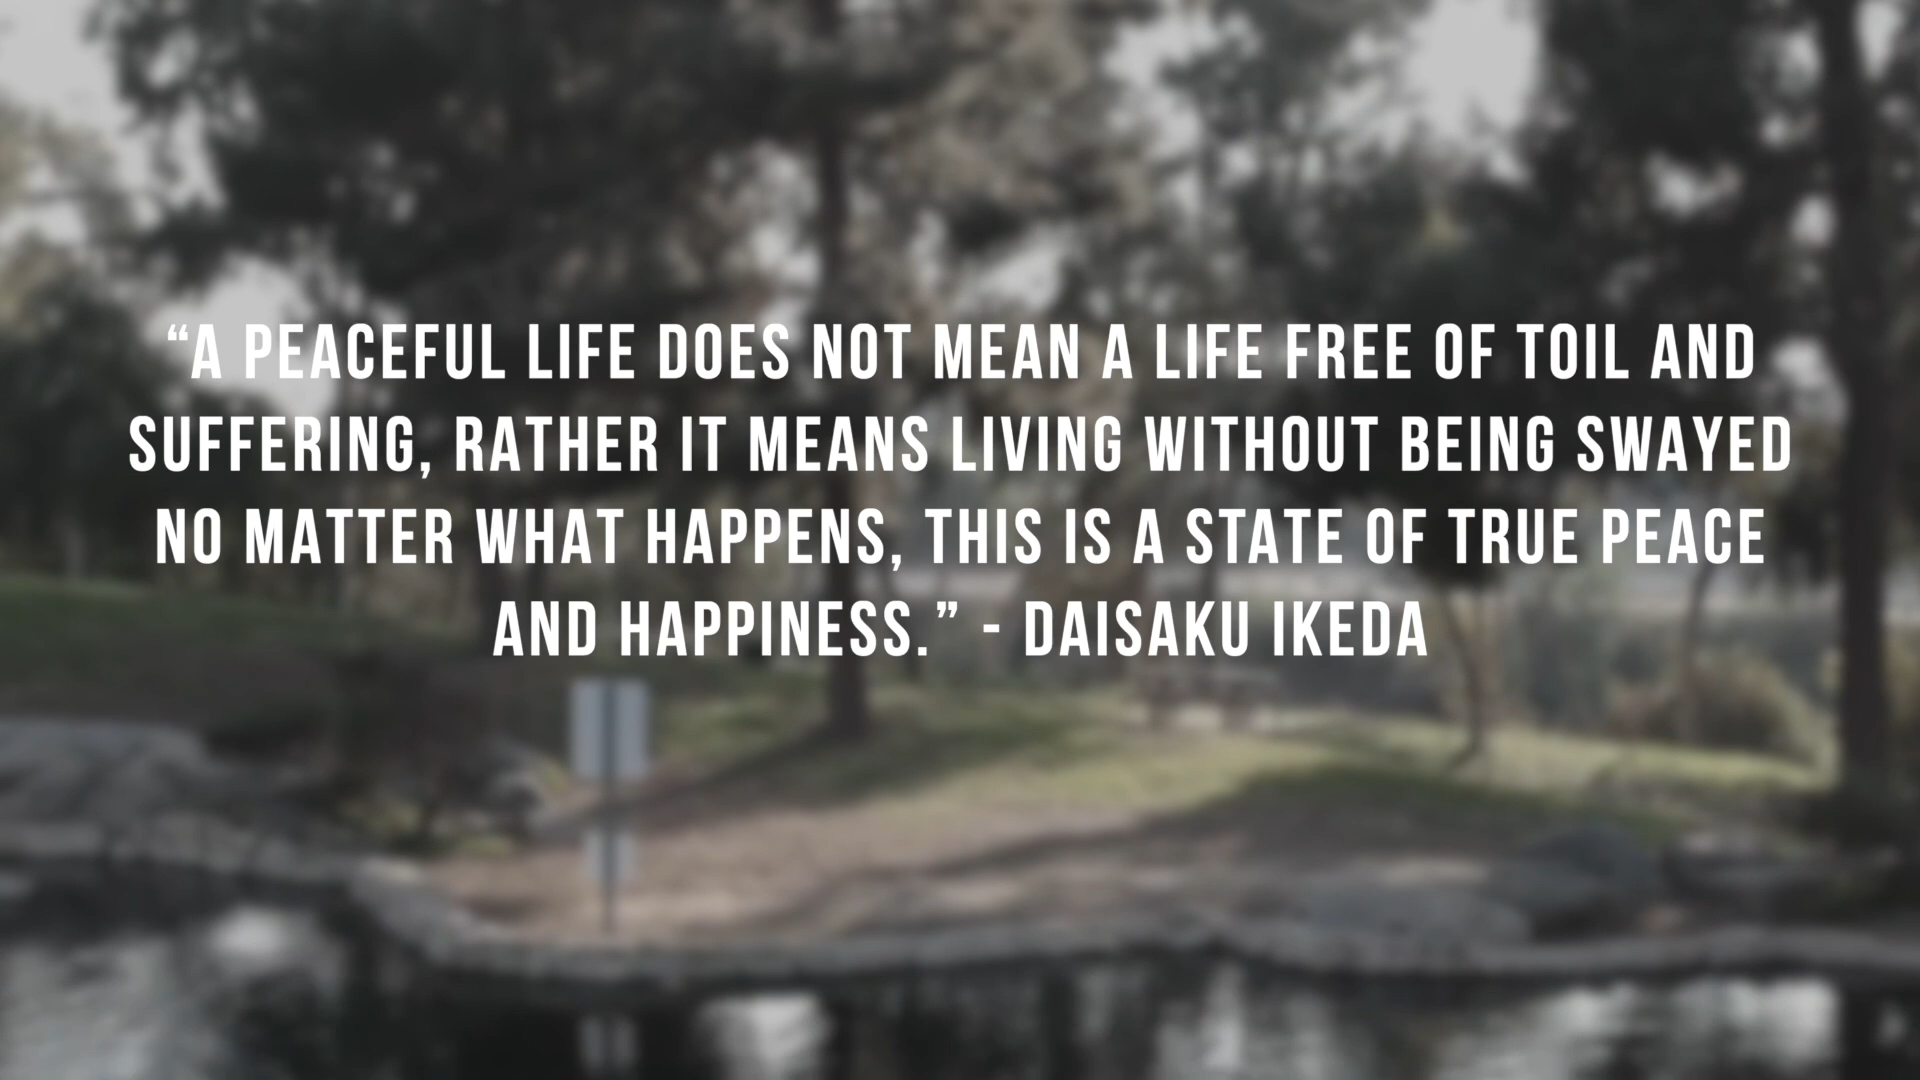 “A PEACEFUL LIFE DOES NOT MEAN A LIFE FREE OF TOIL AND
SUFFERING, RATHER IT MEANS LIVING WITHOUT BEING SWAYED
NO MATTER WHAT HAPPENS, THIS IS A STATE OF TRUE PEACE
AND HAPPINESS.” - DAISAKU IKEDA